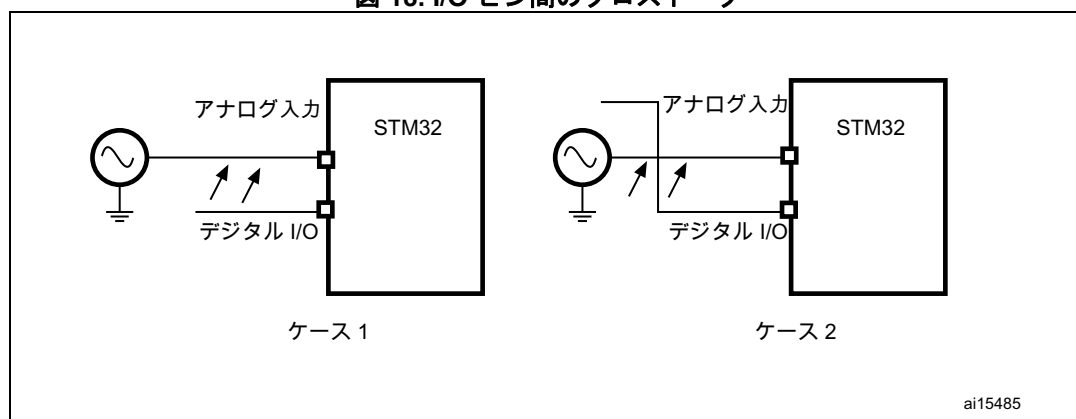 I/O ピン間のクロストーク
アナログ入力
STM32
デジタル I/O
ケース 1
アナログ入力
STM32
デジタル I/O
ケース 2
ai15485